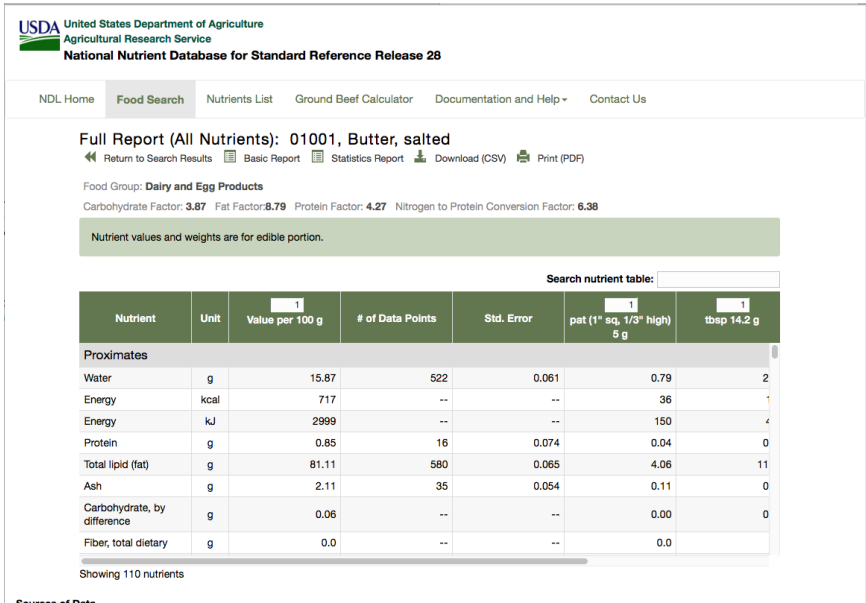 USDA United States Department of Agriculture
Agricultural Research Service
National Nutrient Database for Standard Reference Release 28
NDL Home Food Search Nutrients List Ground Beef Calculator Documentation and Help Contact Us
Full Report (All Nutrients): 01001, Butter, salted
Return to Search Results Basic Report Statistics Report Download (CSV) Print (PDF)
Food Group: Dairy and Egg Products
Carbohydrate Factor: 3.87 Fat Factor:8.79 Protein Factor: 4.27 Nitrogen to Protein Conversion Factor: 6.38
Nutrient values and weights are for edible portion.
Search nutrient table:
Nutrient Unit 1 Value per 100 g # of Data Points Std. Error 1 pat (1" sq, 1/3" high) 5 g 1 tbsp 14.2 g
Proximates
Water g 15.87 522 0.061 0.79 2
Energy kcal 717 -- -- 36
Energy kJ 2999 -- -- 150
Protein g 0.85 16 0.074 0.04 0
Total lipid (fat) g 81.11 580 0.065 4.06 11
Ash g 2.11 35 0.054 0.11 0
Carbohydrate, by difference g 0.06 -- -- 0.00 0
Fiber, total dietary g 0.0 -- -- 0.0
Showing 110 nutrients
Sources of Data